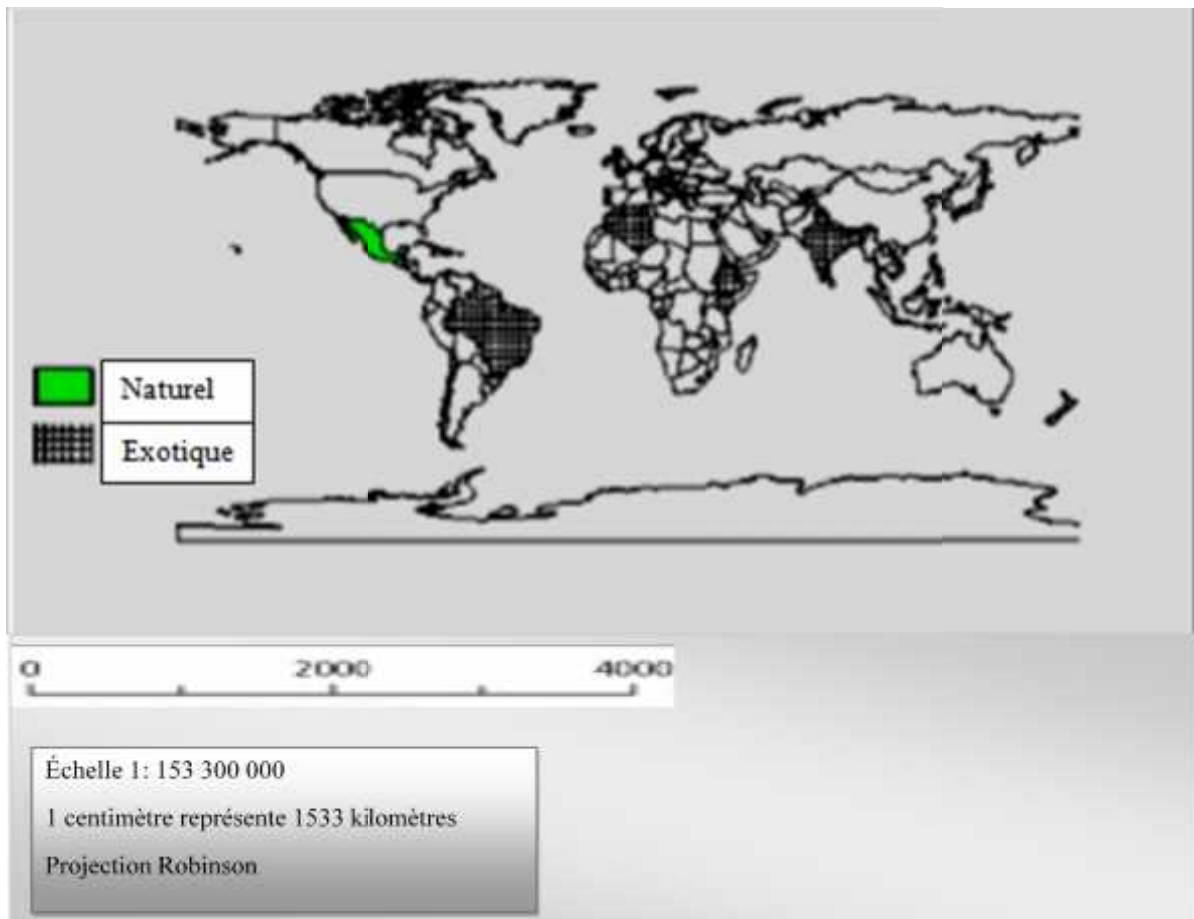 Naturel
Exotique
0 2000 4000
Échelle 1: 153 300 000
1 centimètre représente 1533 kilomètres
Projection Robinson